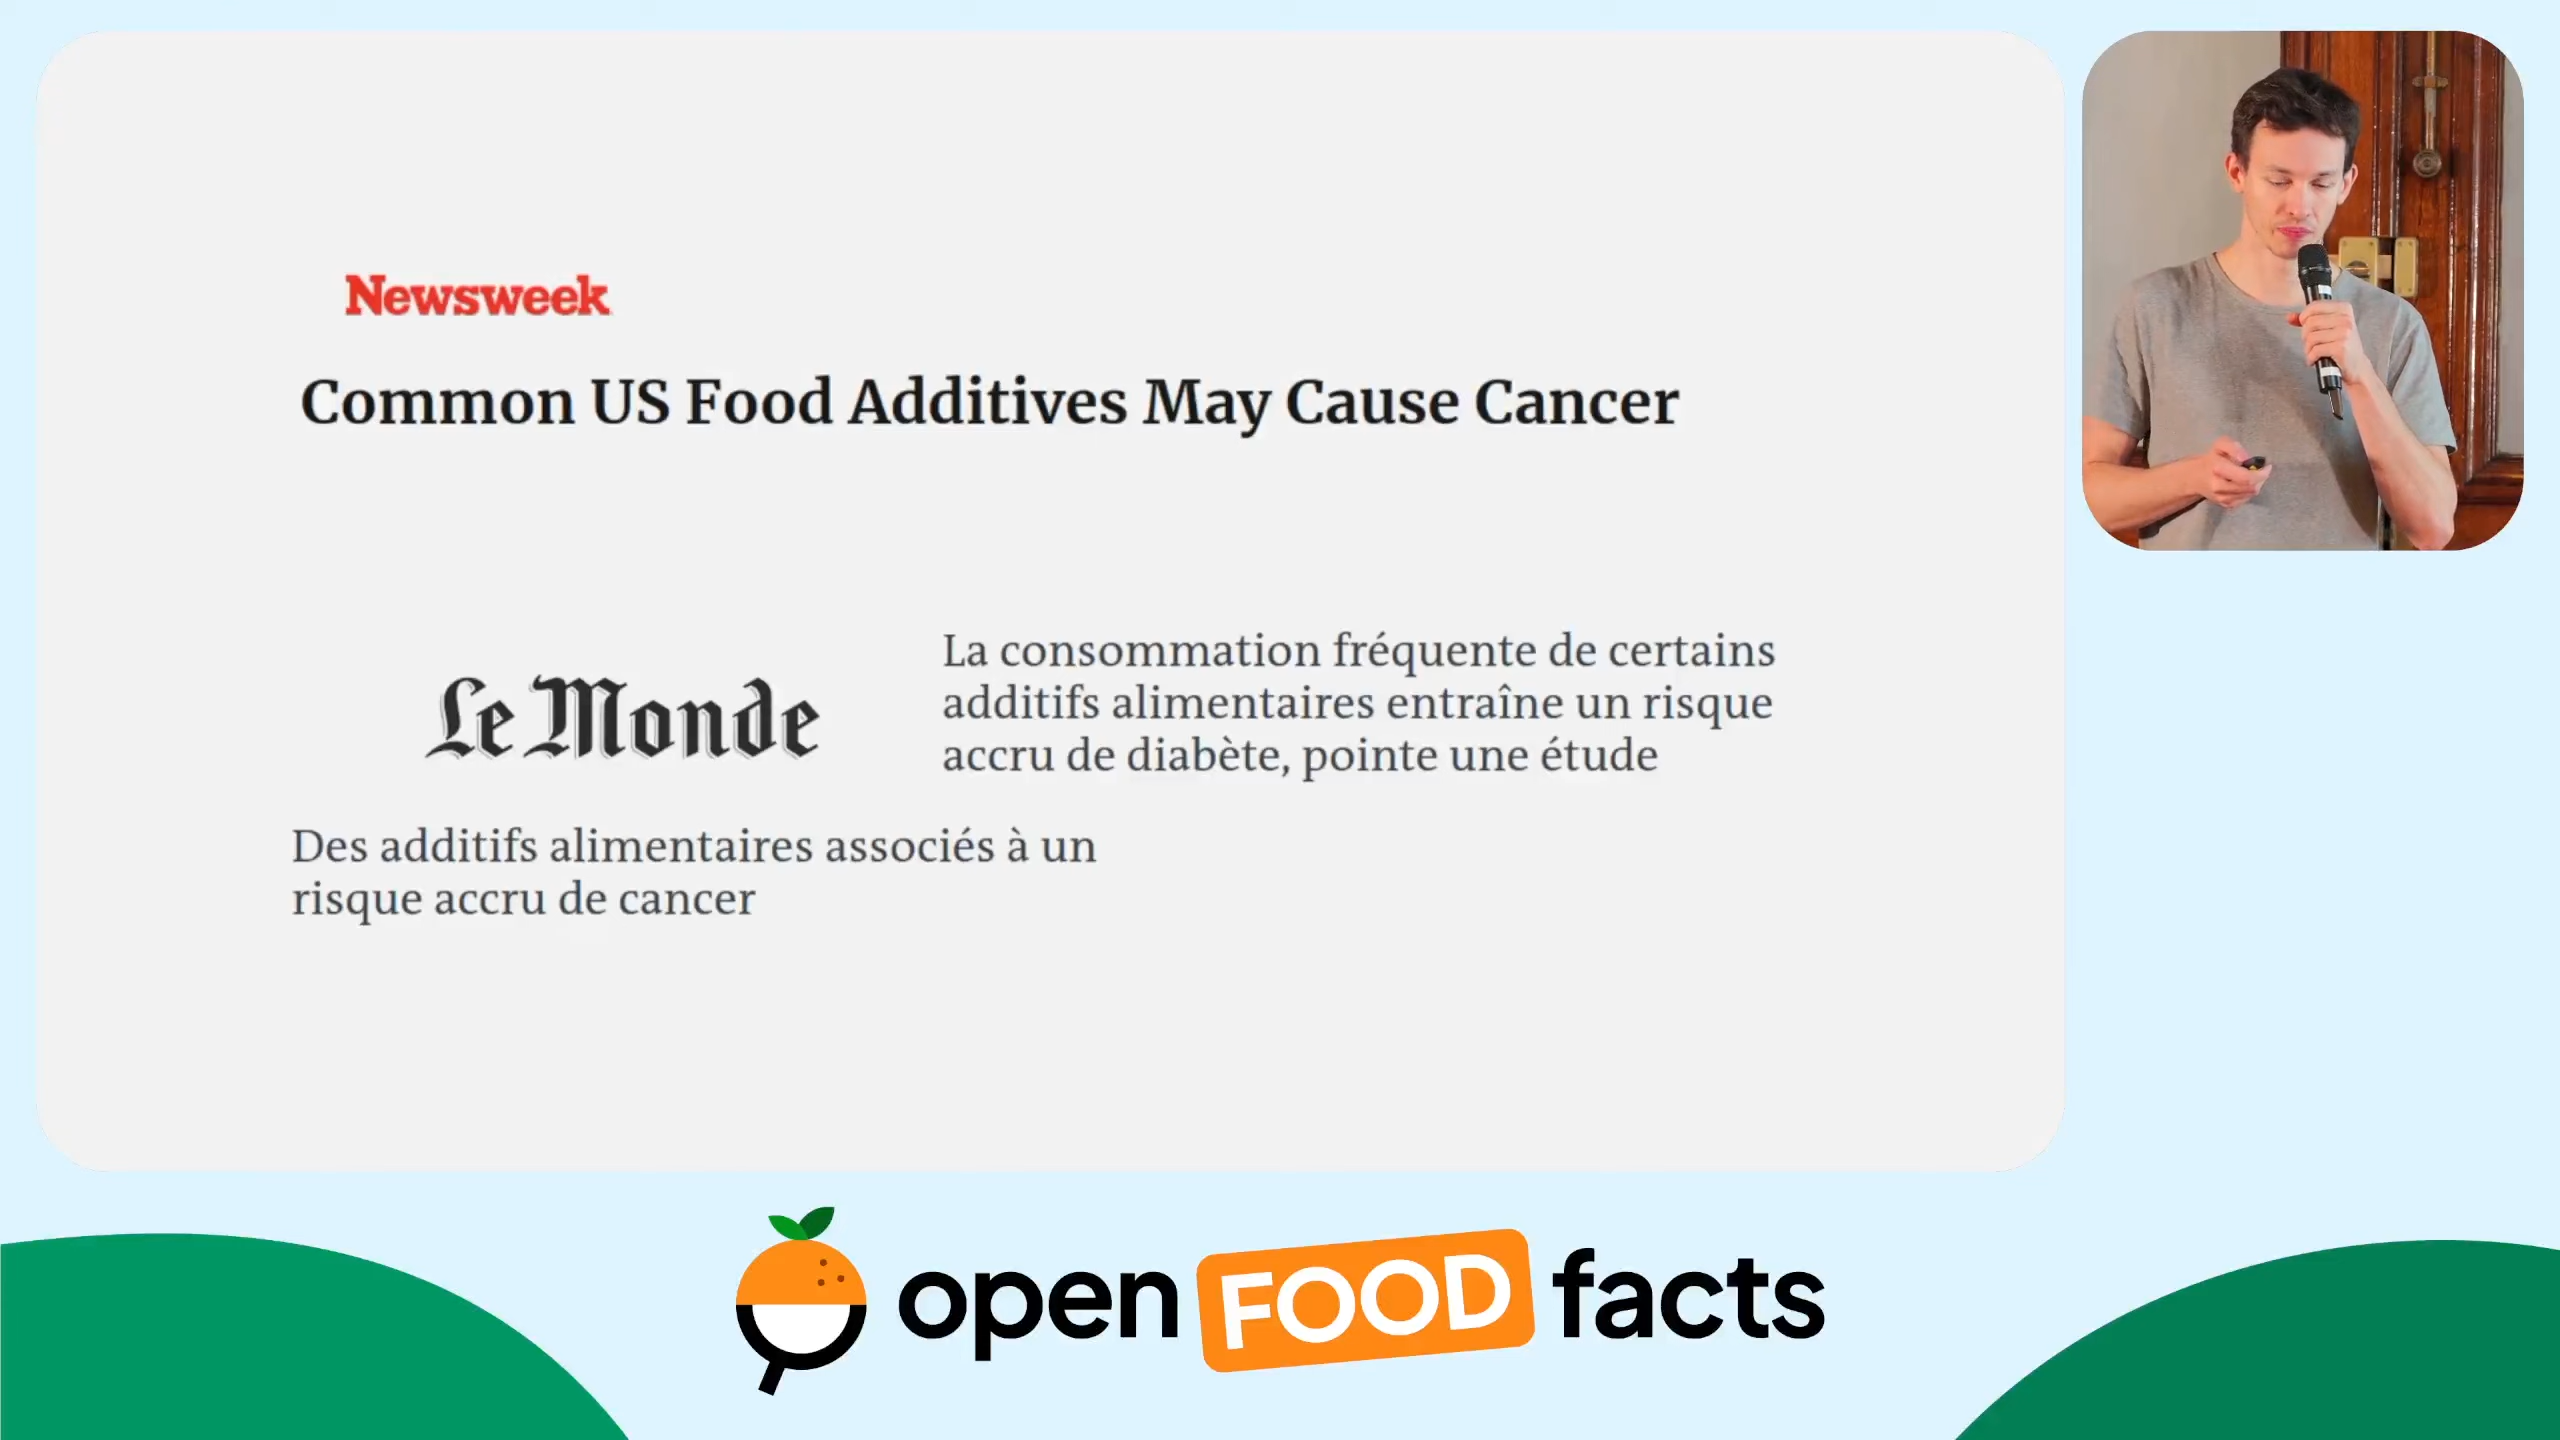 Newsweek
Common US Food Additives May Cause Cancer
Le Monde
La consommation fréquente de certains
additifs alimentaires entraîne un risque
accru de diabète, pointe une étude
Des additifs alimentaires associés à un
risque accru de cancer
open FOOD facts